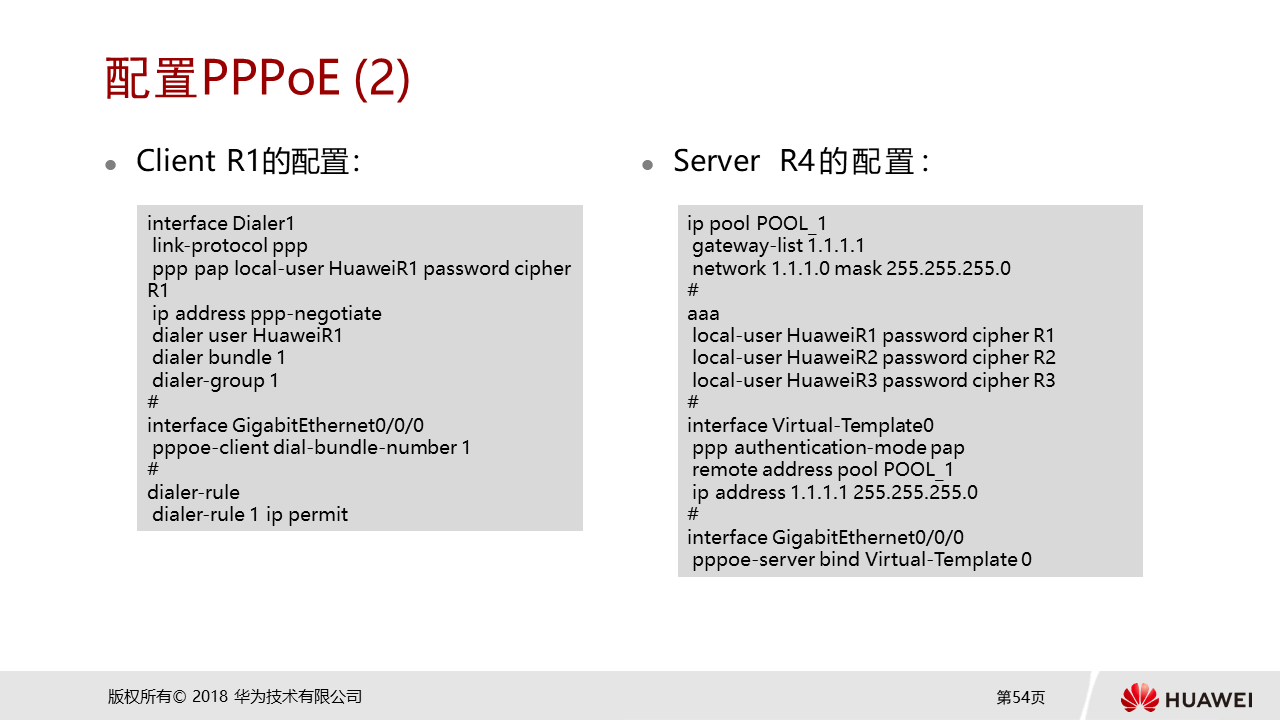 配置PPPoE (2)
Client R1的配置：
interface Dialer1
 link-protocol ppp
 ppp pap local-user HuaweiR1 password cipher
R1
 ip address ppp-negotiate
 dialer user HuaweiR1
 dialer bundle 1
 dialer-group 1
#
interface GigabitEthernet0/0/0
 pppoe-client dial-bundle-number 1
#
dialer-rule
 dialer-rule 1 ip permit
Server R4的配置：
ip pool POOL_1
 gateway-list 1.1.1.1
 network 1.1.1.0 mask 255.255.255.0
#
aaa
 local-user HuaweiR1 password cipher R1
 local-user HuaweiR2 password cipher R2
 local-user HuaweiR3 password cipher R3
#
interface Virtual-Template0
 ppp authentication-mode pap
 remote address pool POOL_1
 ip address 1.1.1.1 255.255.255.0
#
interface GigabitEthernet0/0/0
 pppoe-server bind Virtual-Template 0
版权所有© 2018 华为技术有限公司
第54页
HUAWEI